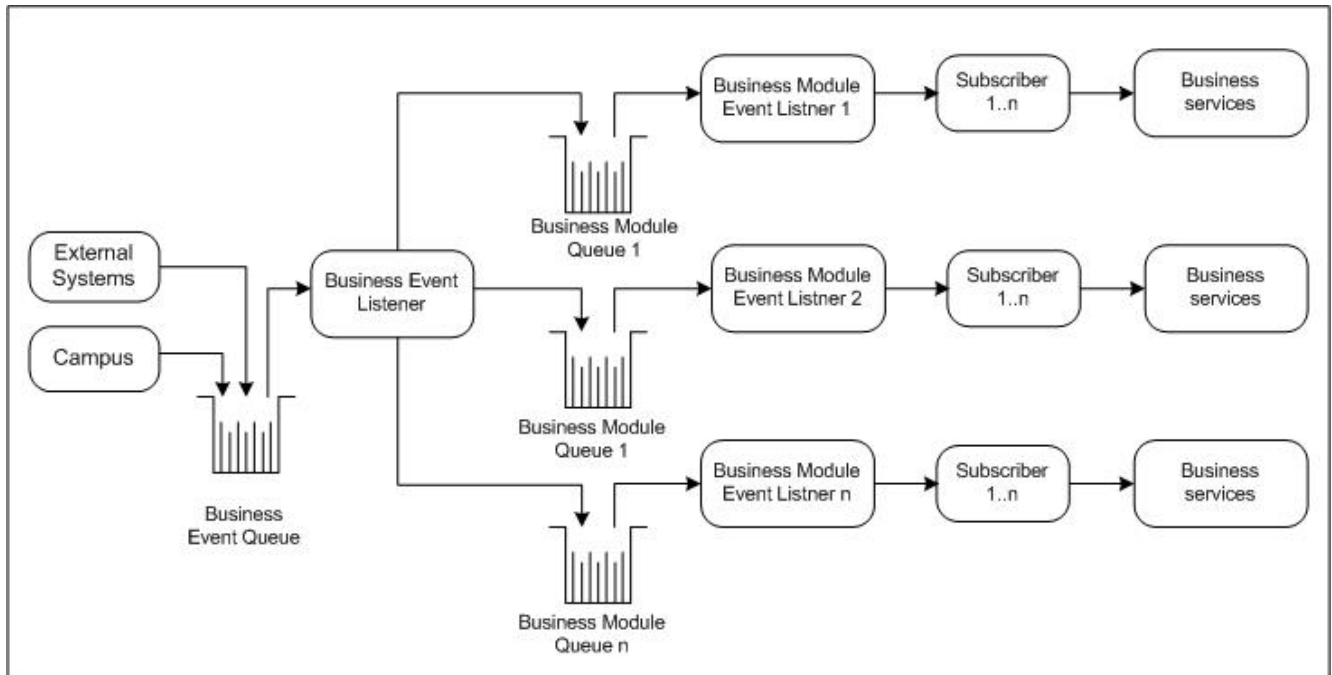 Business Module
Event Listner 1
Subscriber
1..n
Business
services
Business Module
Queue 1
External
Systems
Business Event
Listener
Business Module
Event Listner 2
Subscriber
1..n
Business
services
Campus
Business Module
Queue 1
Business Module
Event Listner n
Subscriber
1..n
Business
services
Business
Event Queue
Business Module
Queue n